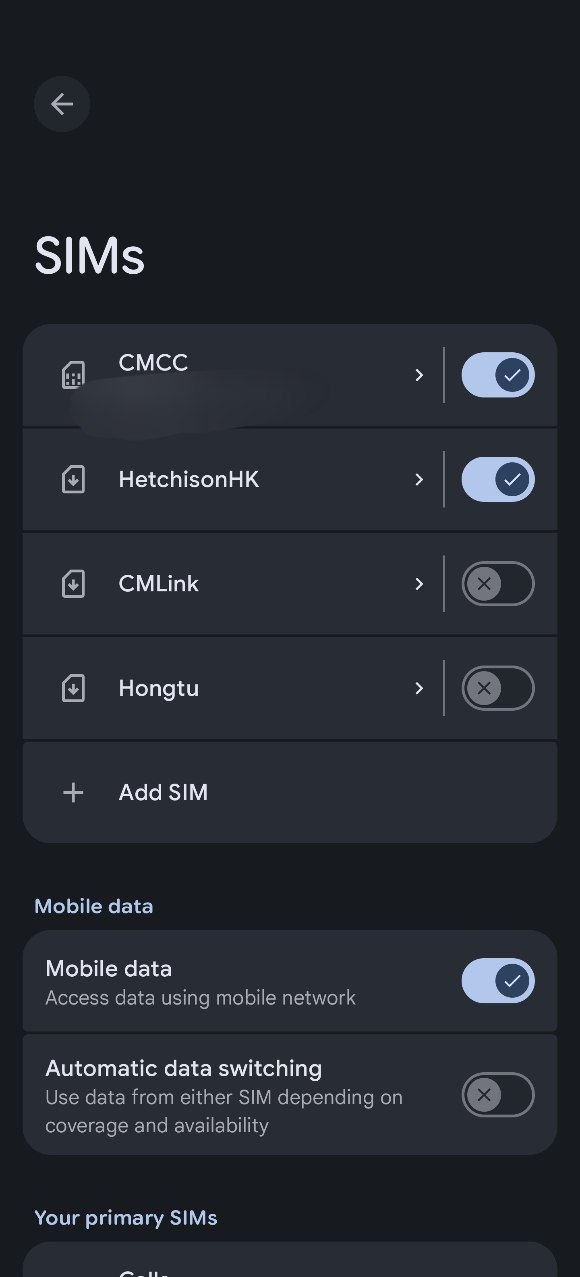 SIMs
CMCC
HetchisonHK
CMLink
Hongtu
Add SIM
Mobile data
Mobile data
Access data using mobile network
Automatic data switching
Use data from either SIM depending on
coverage and availability
Your primary SIMs
Calls